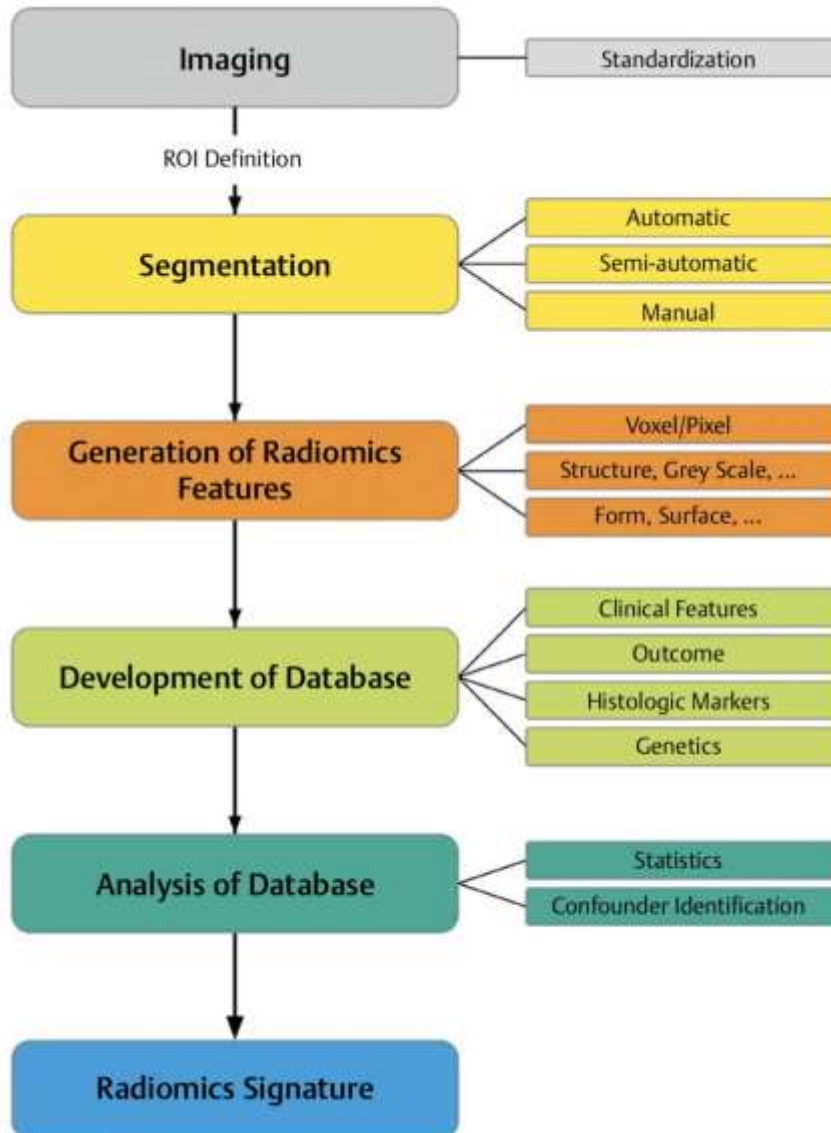 Imaging
Standardization
ROI Definition
Segmentation
Automatic
Semi-automatic
Manual
Generation of Radiomics
Features
Voxel/Pixel
Structure, Grey Scale, ...
Form, Surface, ...
Development of Database
Clinical Features
Outcome
Histologic Markers
Genetics
Analysis of Database
Statistics
Confounder Identification
Radiomics Signature